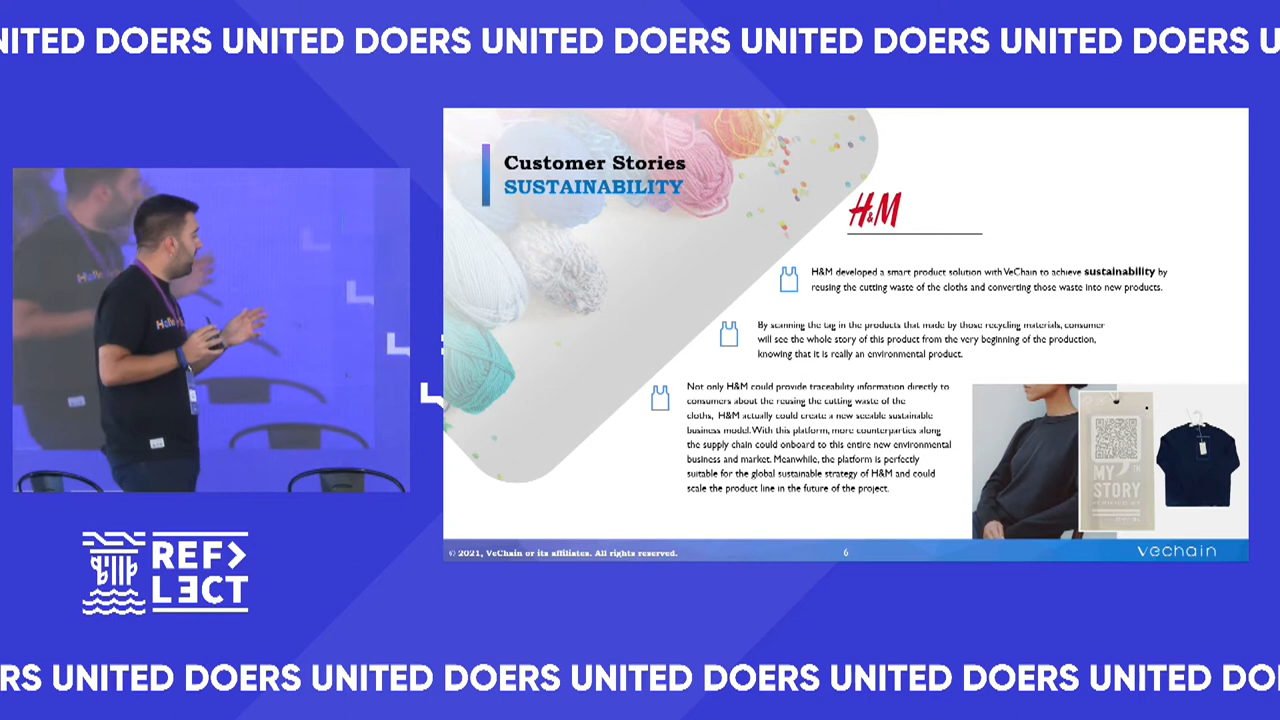 NITED DOERS UNITED DOERS UNITED DOERS UNITED DOERS UNITED DOERS U
Customer Stories
SUSTAINABILITY
H&M
H&M developed a smart product solution with VeChain to achieve sustainability by
reusing the cutting waste of the cloths and converting those waste into new products.
By scanning the tag in the products that made by those recycling materials, consumer
will see the whole story of this product from the very beginning of the production,
knowing that it is really an environmental product.
Not only H&M could provide traceability information directly to
consumers about the reusing the cutting waste of the
cloths, H&M actually could create a new seeable sustainable
business model. With this platform, more counterparties along
the supply chain could onboard to this entire new environmental
business and market. Meanwhile, the platform is perfectly
suitable for the global sustainable strategy of H&M and could
scale the product line in the future of the project.
MY TM
STORY
© 2021, VeChain or its affiliates. All rights reserved.
6
vechain
REF>
LECT
RS UNITED DOERS UNITED DOERS UNITED DOERS UNITED DOERS UNITED DO